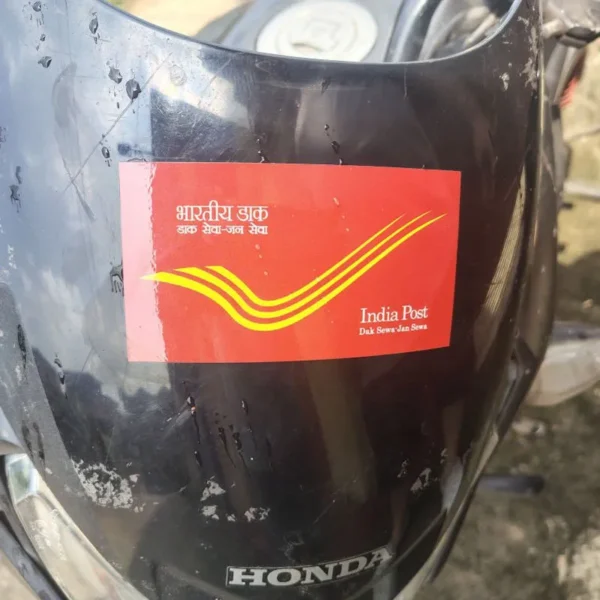 भारतीय डाक
डाक सेवा-जन सेवा
India Post
Dak Sewa-Jan Sewa
HONDA